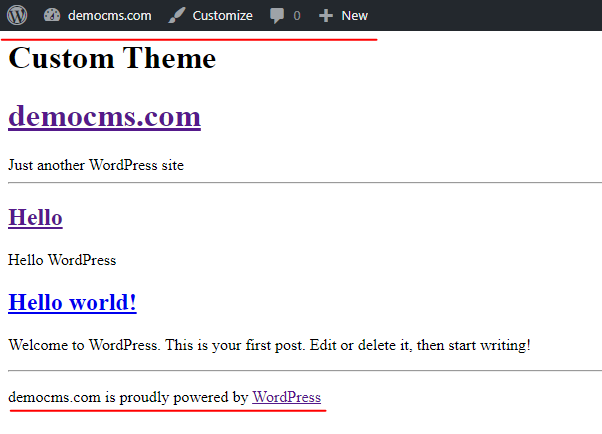 democms.com Customize 0 New
Custom Theme
democms.com
Just another WordPress site
Hello
Hello WordPress
Hello world!
Welcome to WordPress. This is your first post. Edit or delete it, then start writing!
democms.com is proudly powered by WordPress